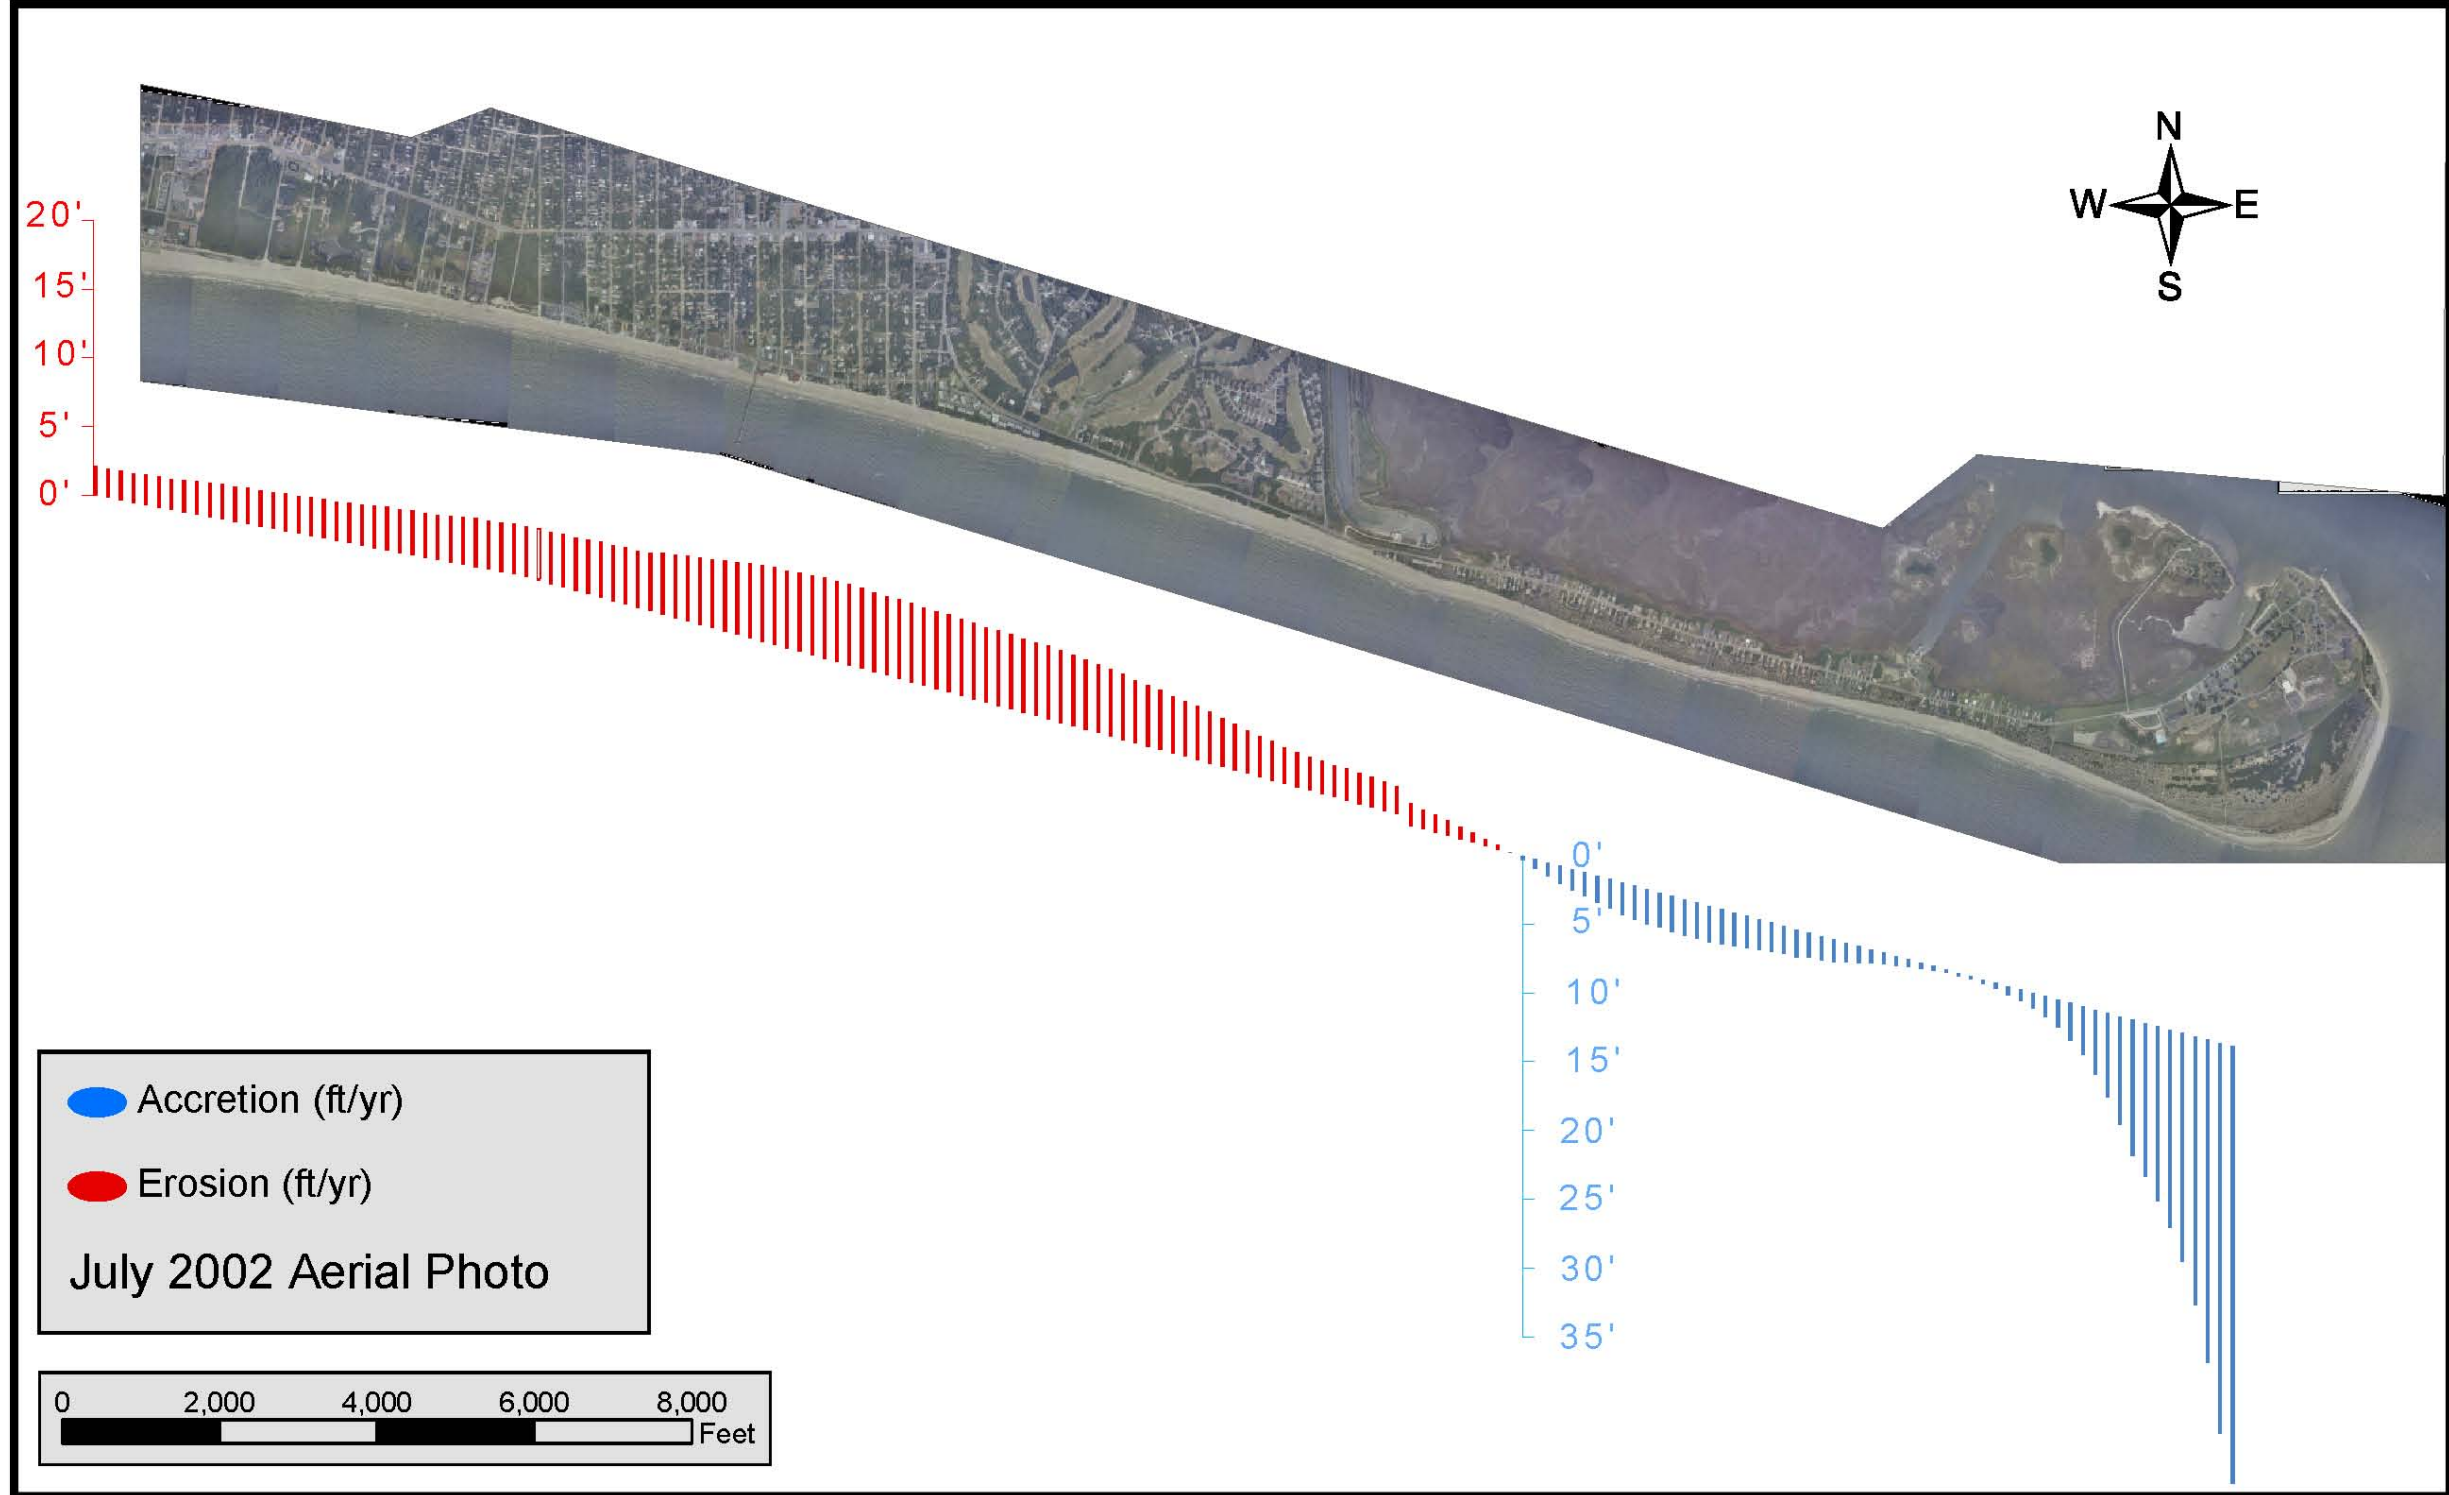 N
W E
S
20'
15'
10'
5'
0'
0'
5'
10'
15'
20'
25'
30'
35'
Accretion (ft/yr)
Erosion (ft/yr)
July 2002 Aerial Photo
0 2,000 4,000 6,000 8,000
Feet